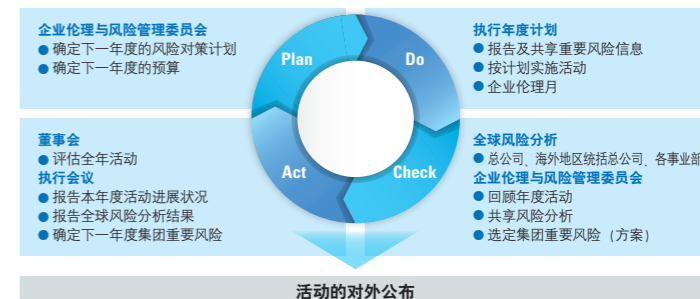 企业伦理与风险管理委员会
● 确定下一年度的风险对策计划
● 确定下一年度的预算
Plan
Do
执行年度计划
● 报告及共享重要风险信息
● 按计划实施活动
● 企业伦理月
董事会
● 评估全年活动
执行会议
● 报告本年度活动进展状况
● 报告全球风险分析结果
● 确定下一年度集团重要风险
Act
Check
全球风险分析
● 总公司、海外地区统括总公司、各事业部
企业伦理与风险管理委员会
● 回顾年度活动
● 共享风险分析
● 选定集团重要风险（方案）
活动的对外公布